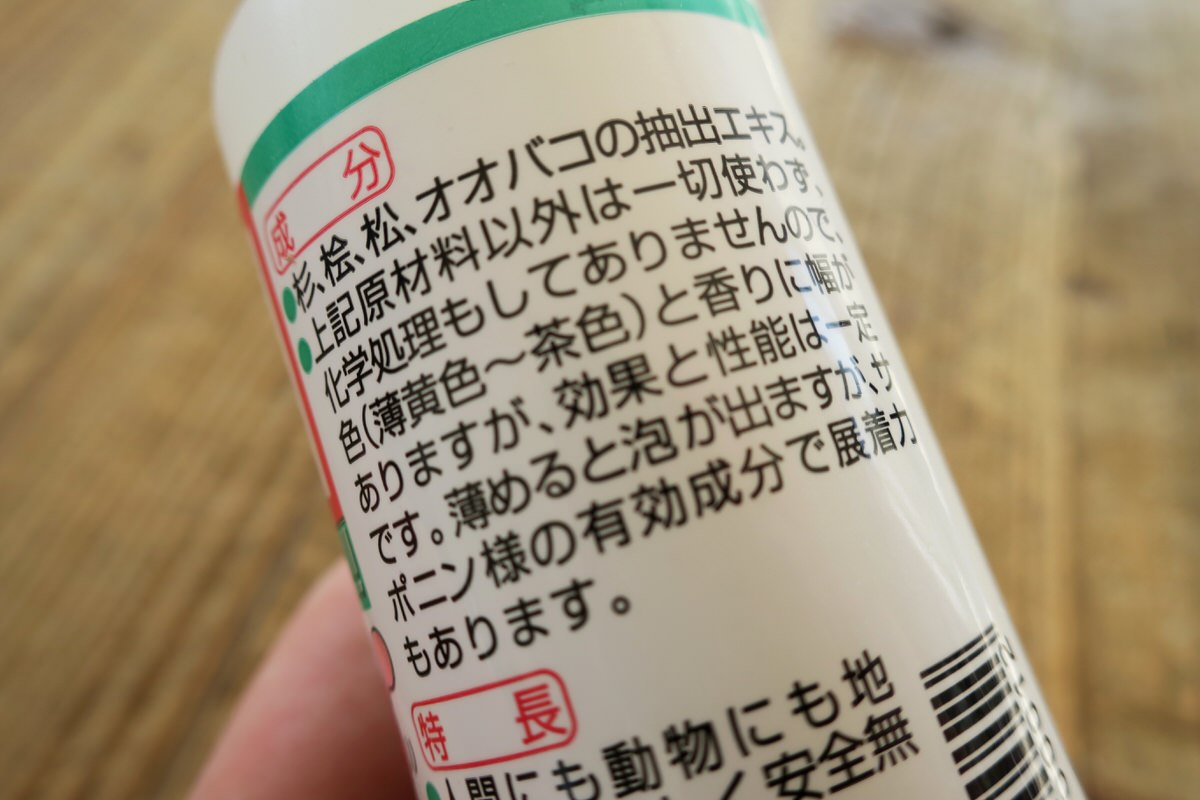 成分
●杉、桧、松、オオバコの抽出エキス。
●上記原材料以外は一切使わず、
化学処理もしてありませんので、
色(薄黄色～茶色)と香りに幅が
ありますが、効果と性能は一定
です。薄めると泡が出ますが、サ
ポニン様の有効成分で展着力
もあります。
特長
●人間にも動物にも地
安全無